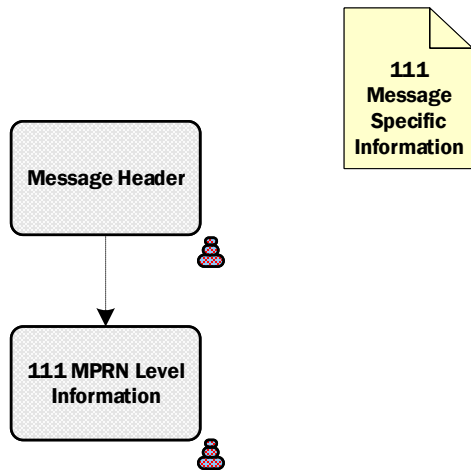 111
Message
Specific
Information
Message Header
111 MPRN Level
Information